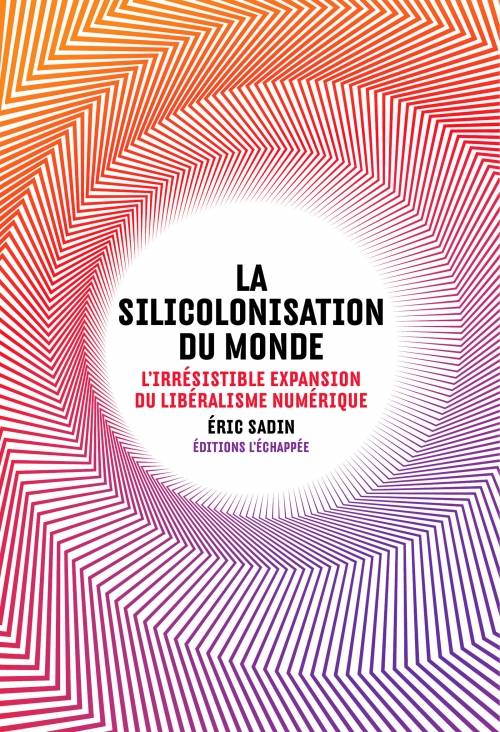 LA
SILICOLONISATION
DU MONDE
L'IRRÉSISTIBLE EXPANSION
DU LIBÉRALISME NUMÉRIQUE
ÉRIC SADIN
ÉDITIONS L'ÉCHAPPÉE